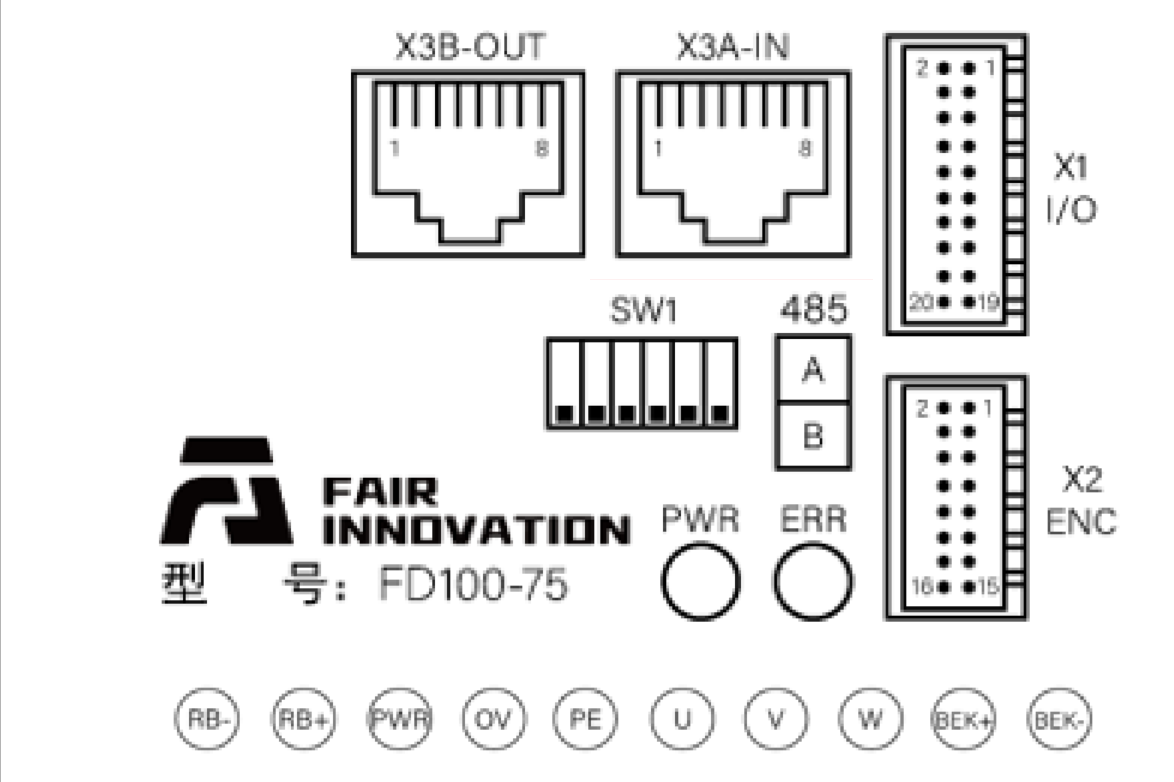 X3B-OUT X3A-IN
2 1
1 8 1 8
X1
I/O
20 19
SW1 485
A
B
2 1
X2
ENC
FAIR
INNOVATION
PWR ERR
型 号: FD100-75
16 15
RB- RB+ PWR OV PE U V W BEK+ BEK-